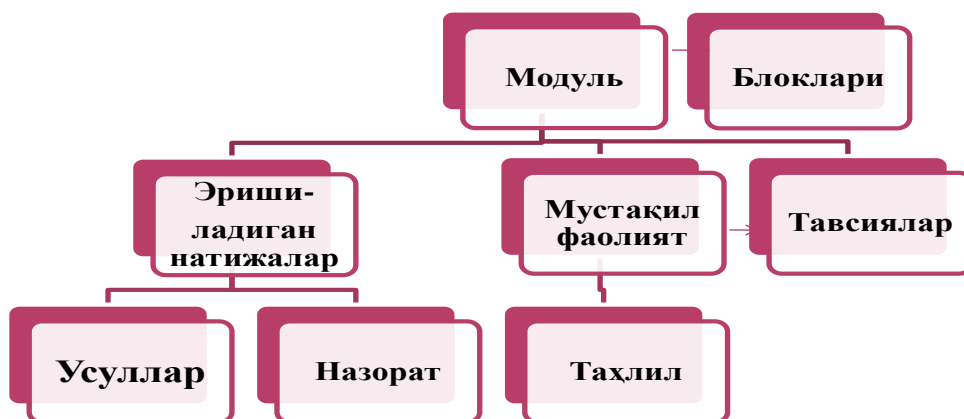 Модуль
Блоклари
Эриши-
ладиган
натижалар
Мустақил
фаолият
Тавсиялар
Усуллар
Назорат
Таҳлил